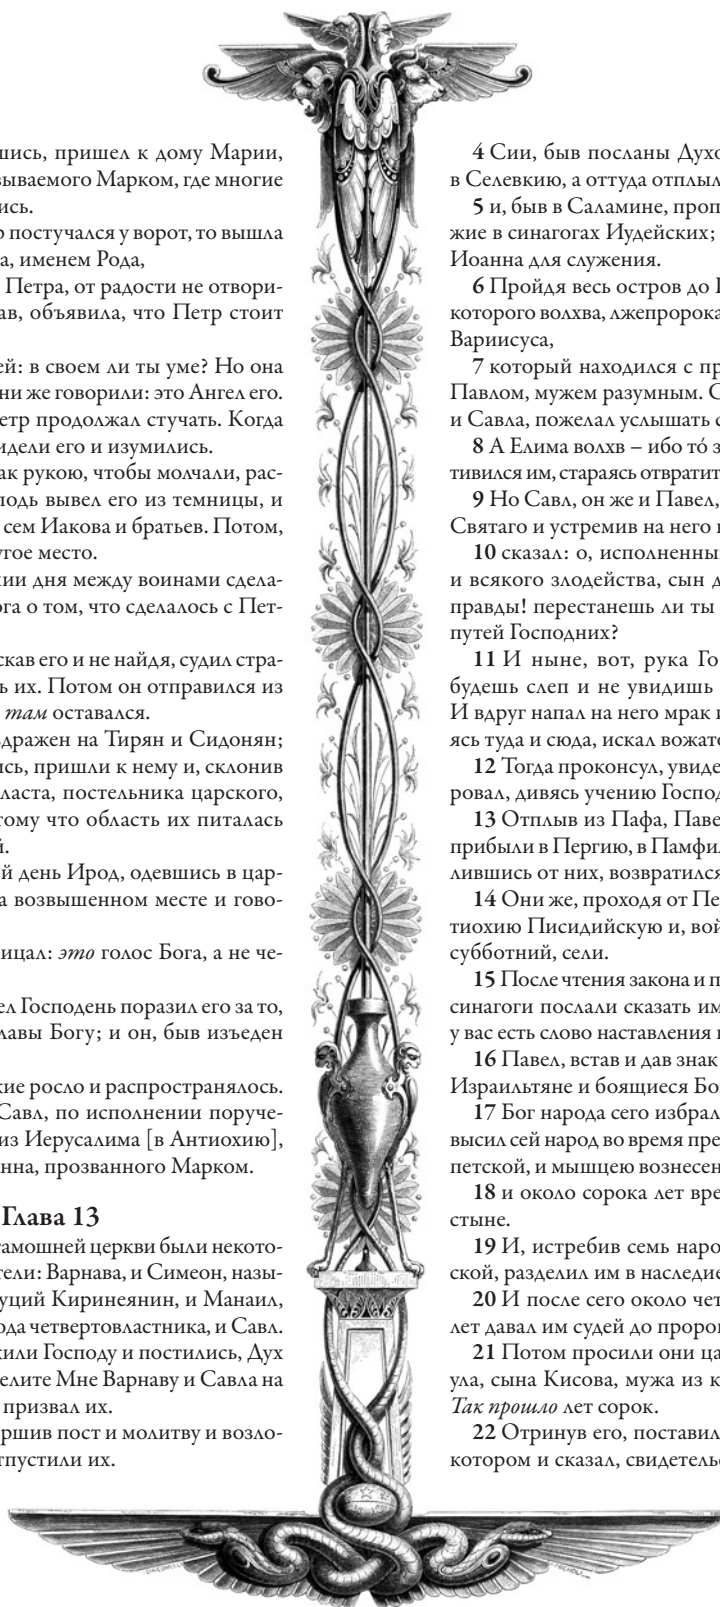 шись, пришел к дому Марии,
зываемого Марком, где многие
ись.
р постучался у ворот, то вышла
а, именем Рода,
Петра, от радости не отвори-
ав, объявила, что Петр стоит
ей: в своем ли ты уме? Но она
ни же говорили: это Ангел его.
етр продолжал стучать. Когда
идели его и изумились.
ак рукою, чтобы молчали, рас-
подь вывел его из темницы, и
сем Иакова и братьев. Потом,
угое место.
нии дня между воинами сдела-
ога о том, что сделалось с Пет-
скав его и не найдя, судил стра-
ь их. Потом он отправился из
там оставался.
здражен на Тирян и Сидонян;
ись, пришли к нему и, склонив
ласта, постельника царского,
тому что область их питалась
й.
й день Ирод, одевшись в цар-
а возвышенном месте и гово-
ицал: это голос Бога, а не че-
ел Господень поразил его за то,
лавы Богу; и он, быв изъеден
кие росло и распространялось.
Савл, по исполнении поруче-
из Иерусалима [в Антиохию],
нна, прозванного Марком.
Глава 13
тамошней церкви были некото-
тели: Варнава, и Симеон, назы-
уций Киринеянин, и Манаил,
ода четвертовластника, и Савл.
жили Господу и постились, Дух
елите Мне Варнаву и Савла на
призвал их.
ршив пост и молитву и возло-
тпустили их.
4 Сии, быв посланы Духо
в Селевкию, а оттуда отплыл
5 и, быв в Саламине, проп
жие в синагогах Иудейских;
Иоанна для служения.
6 Пройдя весь остров до
которого волхва, лжепророка
Вариисуса,
7 который находился с пр
Павлом, мужем разумным. С
и Савла, пожелал услышать с
8 А Елима волхв – ибо то́ з
тивился им, стараясь отвратит
9 Но Савл, он же и Павел,
Святаго и устремив на него
10 сказал: о, исполненны
и всякого злодейства, сын д
правды! перестанешь ли ты
путей Господних?
11 И ныне, вот, рука Го
будешь слеп и не увидишь
И вдруг напал на него мрак и
ясь туда и сюда, искал вожато
12 Тогда проконсул, увиде
ровал, дивясь учению Господ
13 Отплыв из Пафа, Паве
прибыли в Пергию, в Памфил
лившись от них, возвратился
14 Они же, проходя от Пе
тиохию Писидийскую и, вой
субботний, сели.
15 После чтения закона и п
синагоги послали сказать им
у вас есть слово наставления
16 Павел, встав и дав знак
Израильтяне и боящиеся Бо
17 Бог народа сего избрал
высил сей народ во время пре
петской, и мышцею вознесен
18 и около сорока лет вре
стыне.
19 И, истребив семь наро
ской, разделил им в наследие
20 И после сего около чет
лет давал им судей до проро
21 Потом просили они ца
ула, сына Кисова, мужа из к
Так прошло лет сорок.
22 Отринув его, поставил
котором и сказал, свидетельс